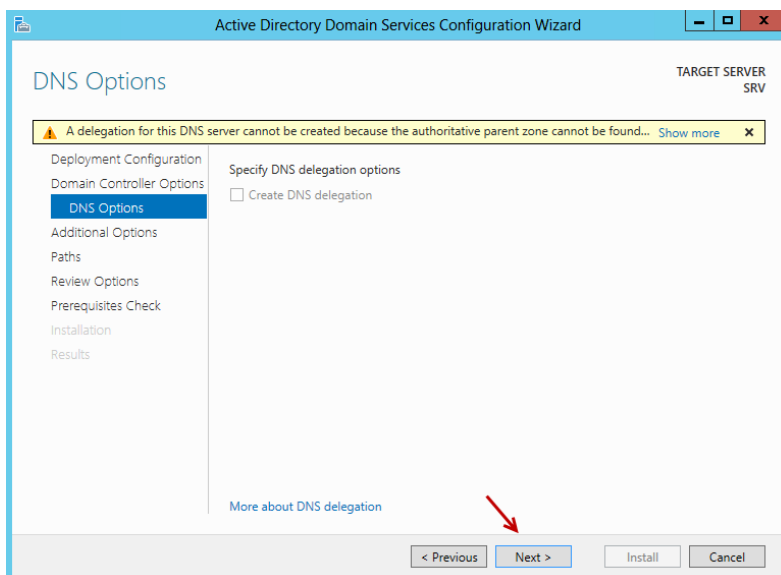 Active Directory Domain Services Configuration Wizard
DNS Options
TARGET SERVER
SRV
A delegation for this DNS server cannot be created because the authoritative parent zone cannot be found... Show more
Deployment Configuration
Domain Controller Options
DNS Options
Additional Options
Paths
Review Options
Prerequisites Check
Installation
Results
Specify DNS delegation options
Create DNS delegation
More about DNS delegation
< Previous
Next >
Install
Cancel